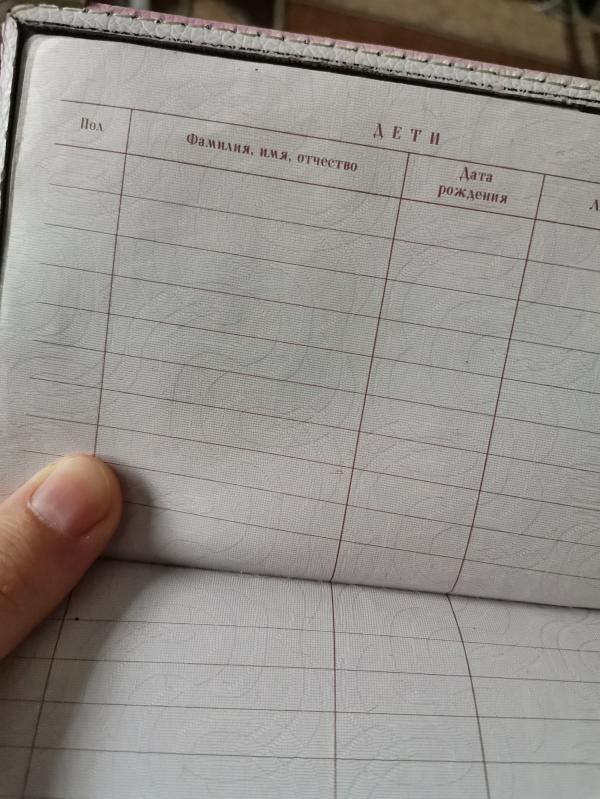 ДЕТИ
Пол
Фамилия, имя, отчество
Дата
рождения